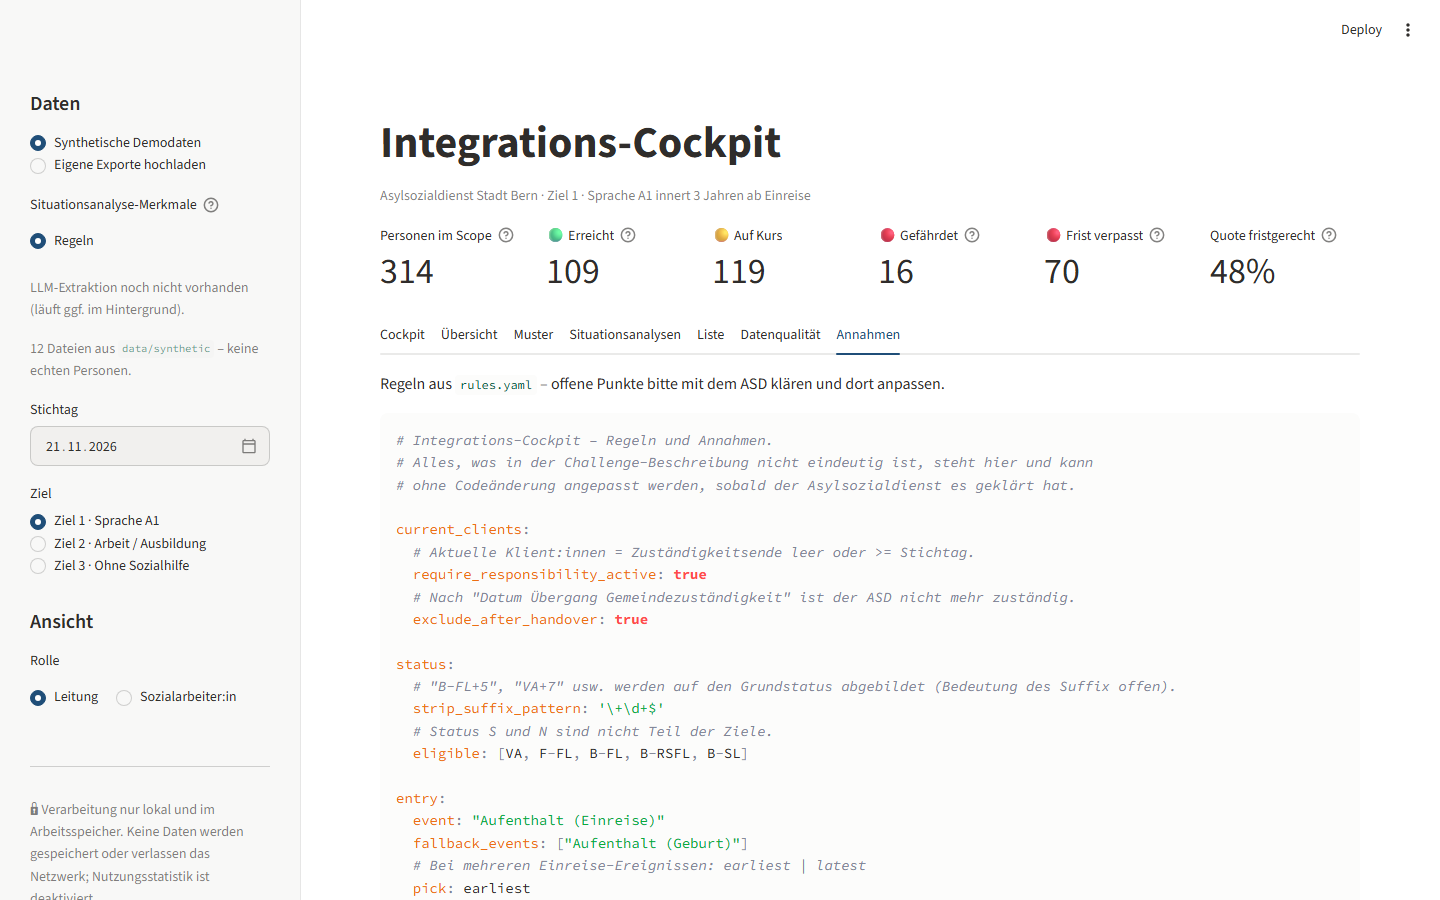 Deploy
Daten
Synthetische Demodaten
Eigene Exporte hochladen
Situationsanalyse-Merkmale
Regeln
LLM-Extraktion noch nicht vorhanden
(läuft ggf. im Hintergrund).
12 Dateien aus data/synthetic – keine
echten Personen.
Stichtag
21.11.2026
Ziel
Ziel 1 · Sprache A1
Ziel 2 · Arbeit / Ausbildung
Ziel 3 · Ohne Sozialhilfe
Ansicht
Rolle
Leitung Sozialarbeiter:in
Verarbeitung nur lokal und im
Arbeitsspeicher. Keine Daten werden
gespeichert oder verlassen das
Netzwerk; Nutzungsstatistik ist
deaktiviert
Integrations-Cockpit
Asylsozialdienst Stadt Bern · Ziel 1 · Sprache A1 innert 3 Jahren ab Einreise
Personen im Scope Erreicht Auf Kurs Gefährdet Frist verpasst Quote fristgerecht
314 109 119 16 70 48%
Cockpit Übersicht Muster Situationsanalysen Liste Datenqualität Annahmen
Regeln aus rules.yaml – offene Punkte bitte mit dem ASD klären und dort anpassen.
# Integrations-Cockpit – Regeln und Annahmen.
# Alles, was in der Challenge-Beschreibung nicht eindeutig ist, steht hier und kann
# ohne Codeänderung angepasst werden, sobald der Asylsozialdienst es geklärt hat.
current_clients:
# Aktuelle Klient:innen = Zuständigkeitsende leer oder >= Stichtag.
require_responsibility_active: true
# Nach "Datum Übergang Gemeindezuständigkeit" ist der ASD nicht mehr zuständig.
exclude_after_handover: true
status:
# "B-FL+5", "VA+7" usw. werden auf den Grundstatus abgebildet (Bedeutung des Suffix offen).
strip_suffix_pattern: '\+\d+$'
# Status S und N sind nicht Teil der Ziele.
eligible: [VA, F-FL, B-FL, B-RSFL, B-SL]
entry:
event: "Aufenthalt (Einreise)"
fallback_events: ["Aufenthalt (Geburt)"]
# Bei mehreren Einreise-Ereignissen: earliest | latest
pick: earliest